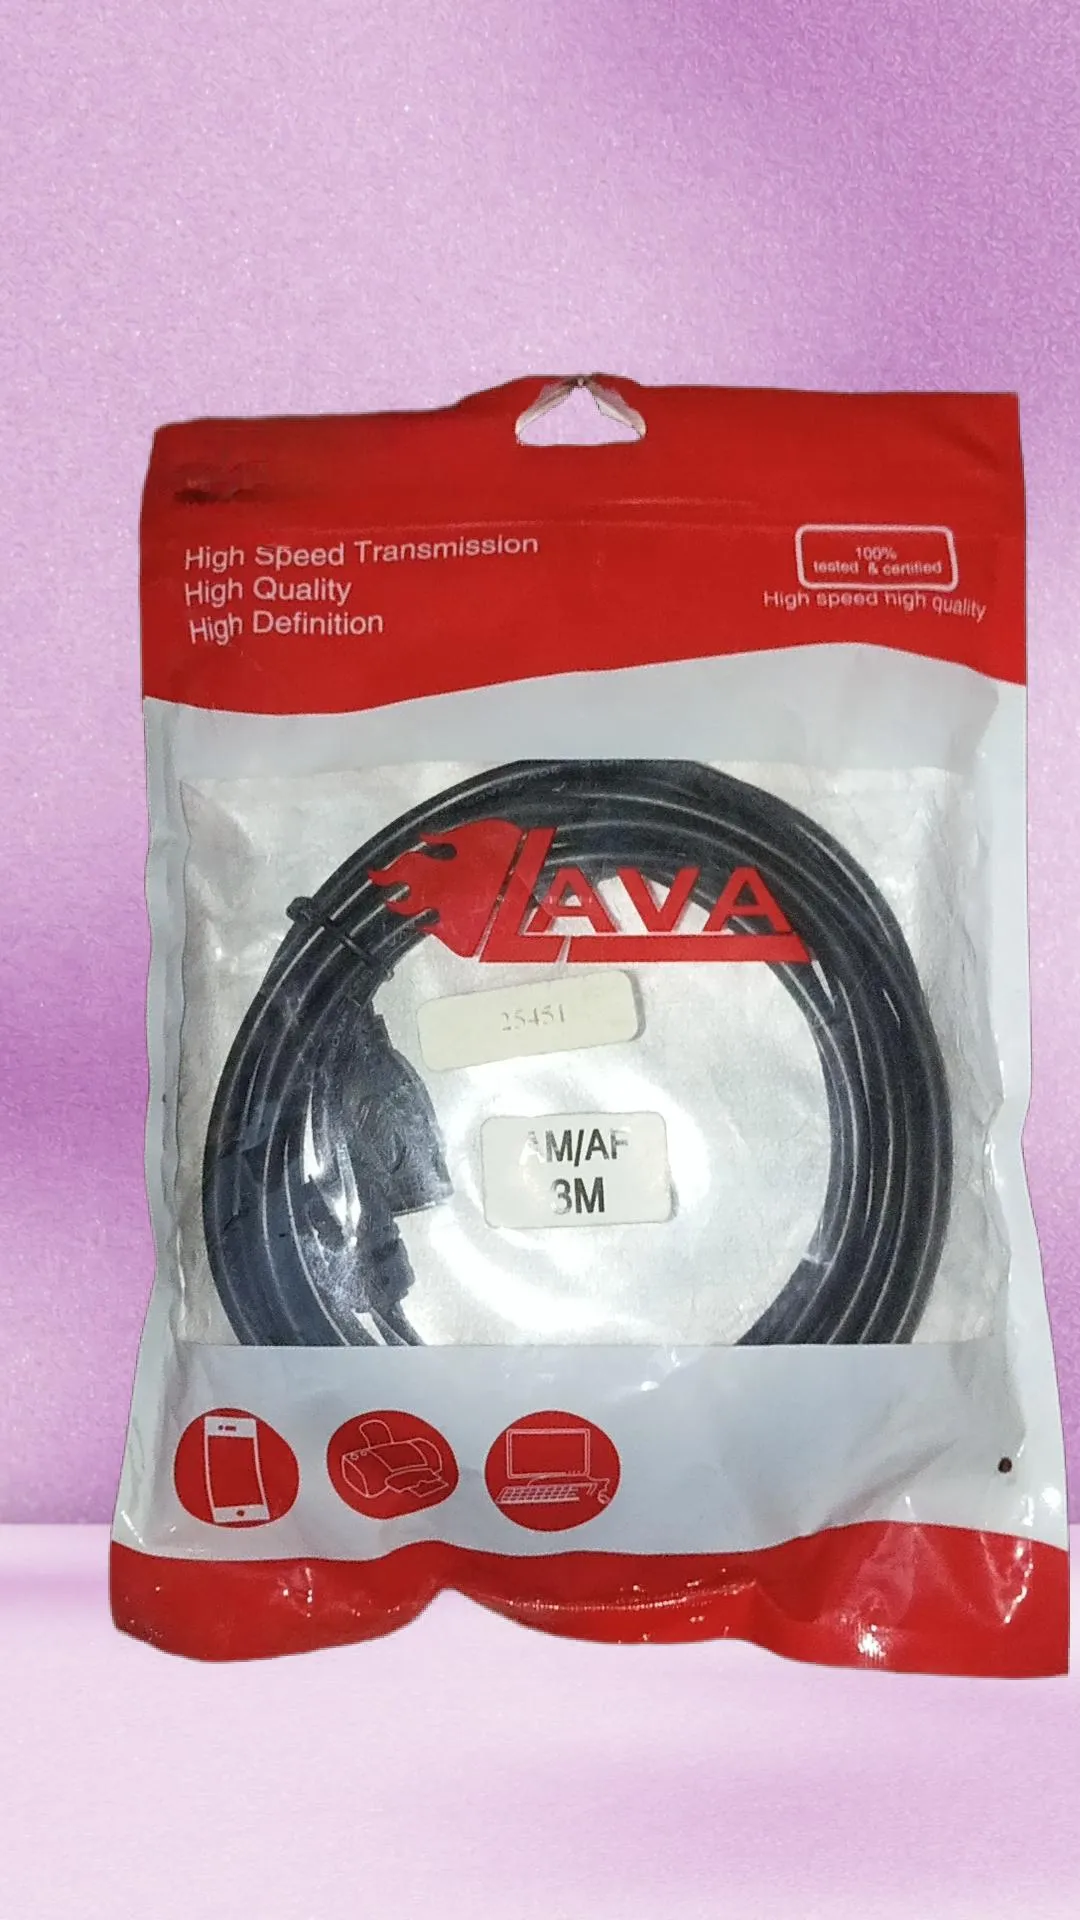 High Speed Transmission
High Quality
High Definition
100%
tested & certified
High speed high quality
LAVA
25451
AM/AF
3M